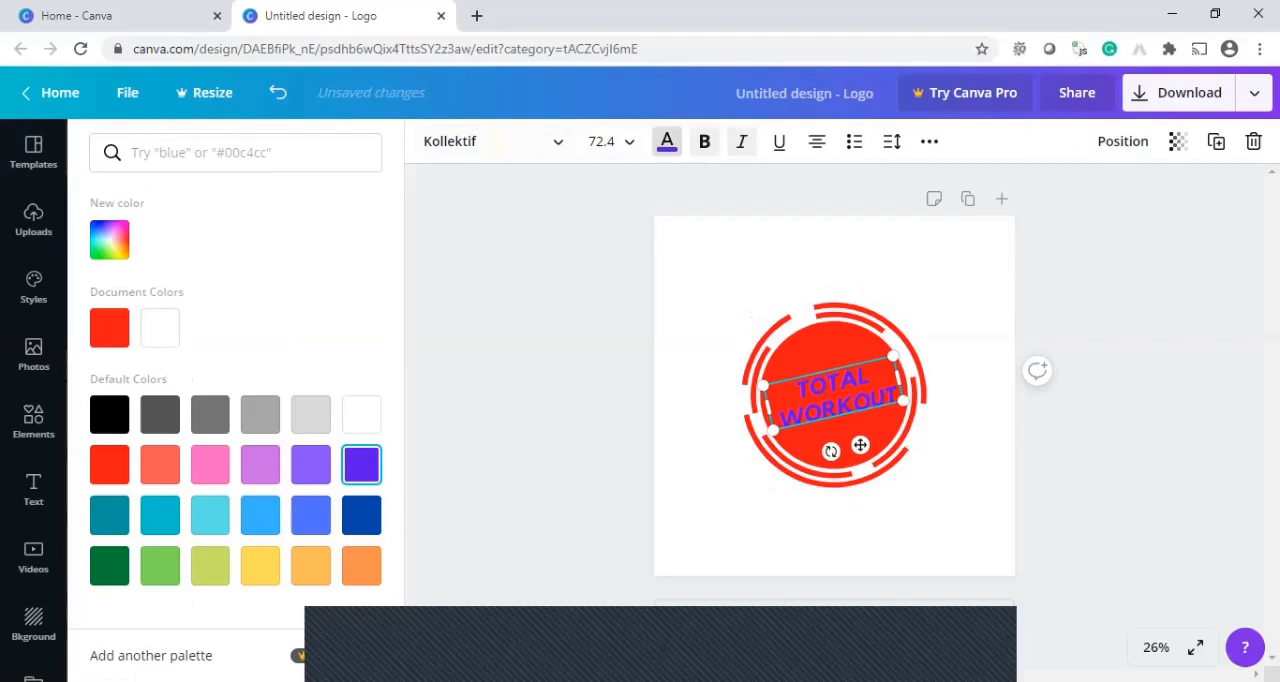 Home - Canva
Untitled design - Logo
canva.com/design/DAEBfiPk_nE/psdhb6wQix4TttsSY2z3aw/edit?category=tACZCvjI6mE
Home
File
Resize
Unsaved changes
Untitled design - Logo
Try Canva Pro
Share
Download
Templates
Uploads
Styles
Photos
Elements
Text
Videos
Bkground
Try "blue" or "#00c4cc"
New color
Document Colors
Default Colors
Add another palette
Kollektif
72.4
A
B
I
U
Position
TOTAL
WORKOUT
26%
?